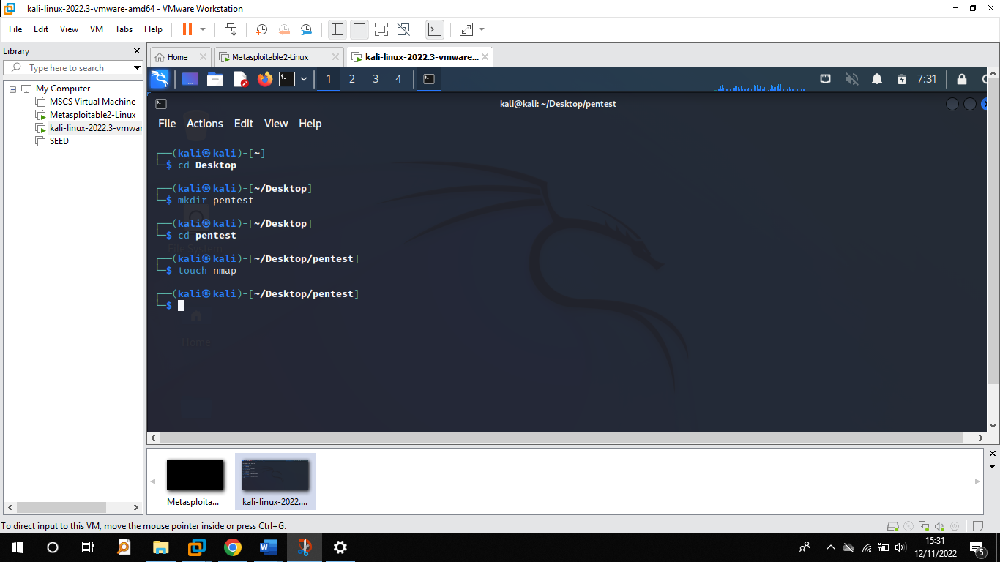 kali-linux-2022.3-vmware-amd64 - VMware Workstation
File Edit View VM Tabs Help
Library
Type here to search
My Computer
MSCS Virtual Machine
Metasploitable2-Linux
kali-linux-2022.3-vmwar
SEED
Home Metasploitable2-Linux kali-linux-2022.3-vmware...
1 2 3 4 7:31
kali@kali: ~/Desktop/pentest
File Actions Edit View Help
┌──(kali㉿kali)-[~]
└─$ cd Desktop
┌──(kali㉿kali)-[~/Desktop]
└─$ mkdir pentest
┌──(kali㉿kali)-[~/Desktop]
└─$ cd pentest
File System
┌──(kali㉿kali)-[~/Desktop/pentest]
└─$ touch nmap
┌──(kali㉿kali)-[~/Desktop/pentest]
└─$
Home
Metasploita... kali-linux-2022....
To direct input to this VM, move the mouse pointer inside or press Ctrl+G.
15:31
12/11/2022
5